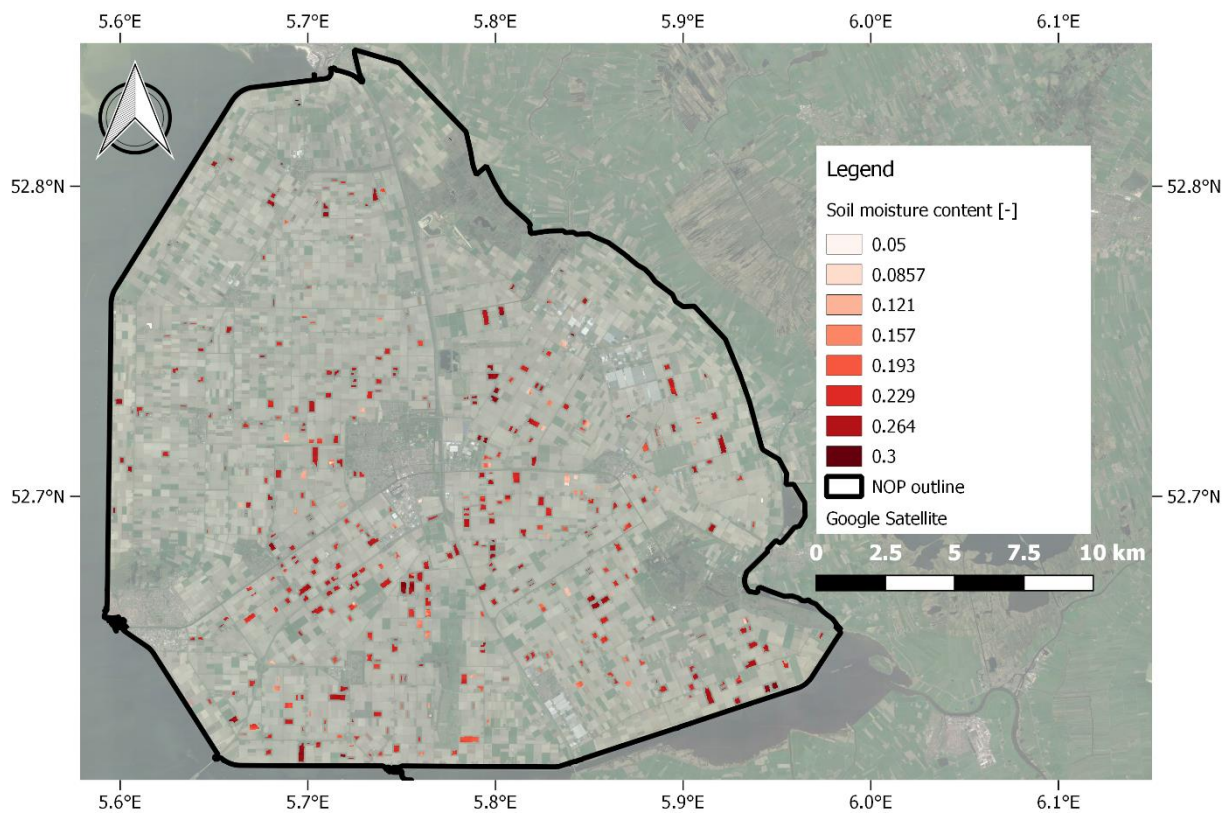 5.6°E 5.7°E 5.8°E 5.9°E 6.0°E 6.1°E
52.8°N 52.8°N
Legend
Soil moisture content [-]
0.05
0.0857
0.121
0.157
0.193
0.229
0.264
0.3
NOP outline
Google Satellite
52.7°N 52.7°N
0 2.5 5 7.5 10 km
5.6°E 5.7°E 5.8°E 5.9°E 6.0°E 6.1°E